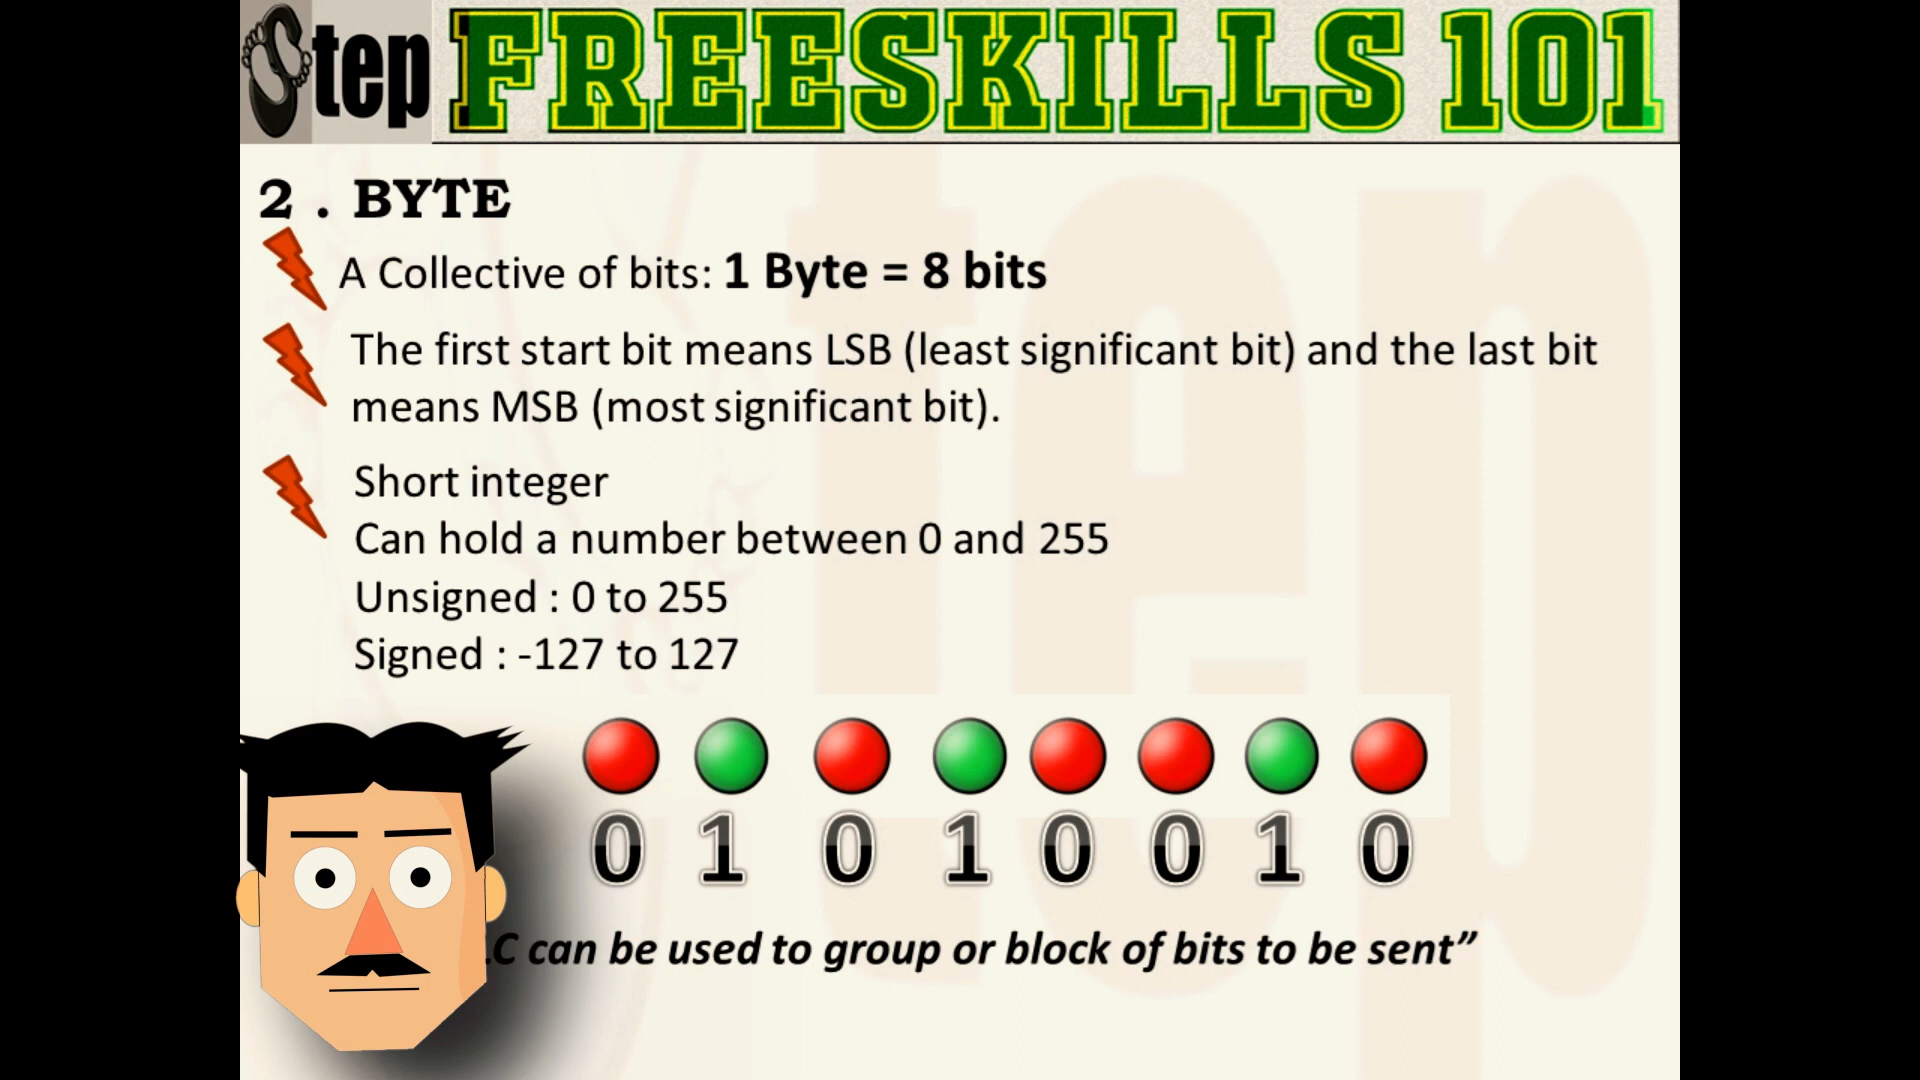 Step FREESKILLS 101
2 . BYTE
A Collective of bits: 1 Byte = 8 bits
The first start bit means LSB (least significant bit) and the last bit
means MSB (most significant bit).
Short integer
Can hold a number between 0 and 255
Unsigned : 0 to 255
Signed : -127 to 127
0 1 0 1 0 0 1 0
can be used to group or block of bits to be sent”